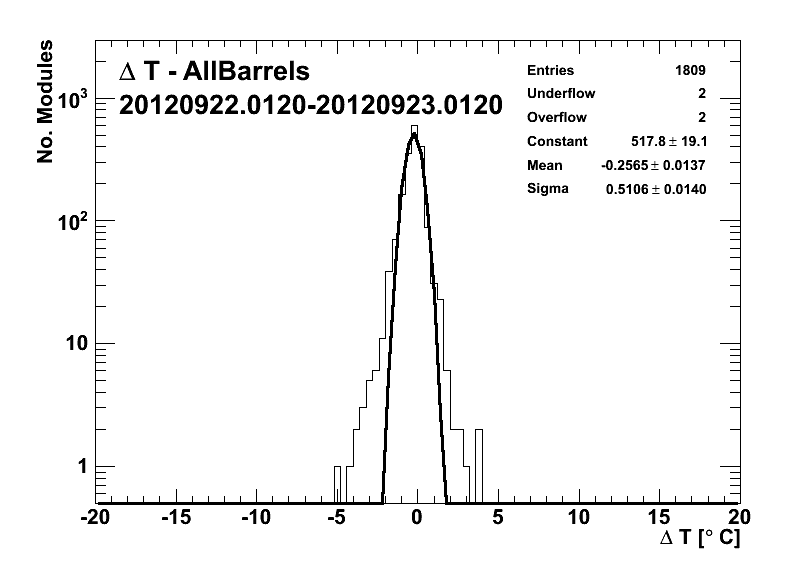 Δ T - AllBarrels
20120922.0120-20120923.0120
Entries 1809
Underflow 2
Overflow 2
Constant 517.8 ± 19.1
Mean -0.2565 ± 0.0137
Sigma 0.5106 ± 0.0140
No. Modules
10³
10²
10
1
-20 -15 -10 -5 0 5 10 15 20
Δ T [° C]